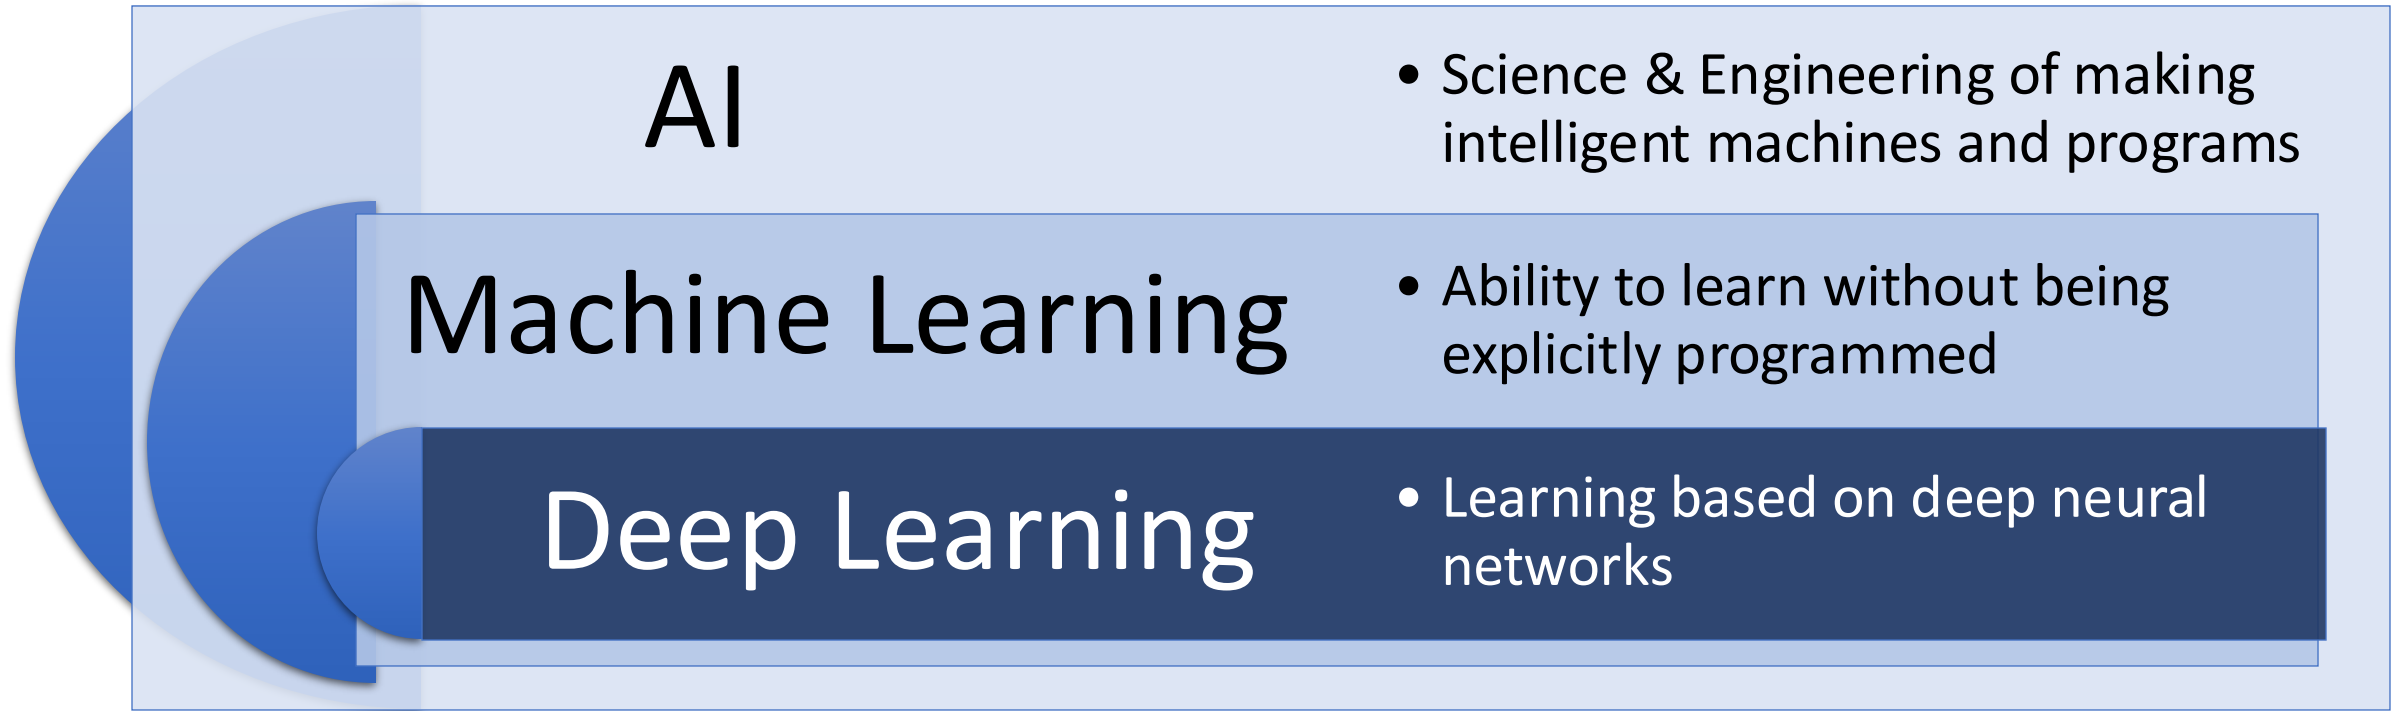 AI
• Science & Engineering of making
intelligent machines and programs
Machine Learning
• Ability to learn without being
explicitly programmed
Deep Learning
• Learning based on deep neural
networks